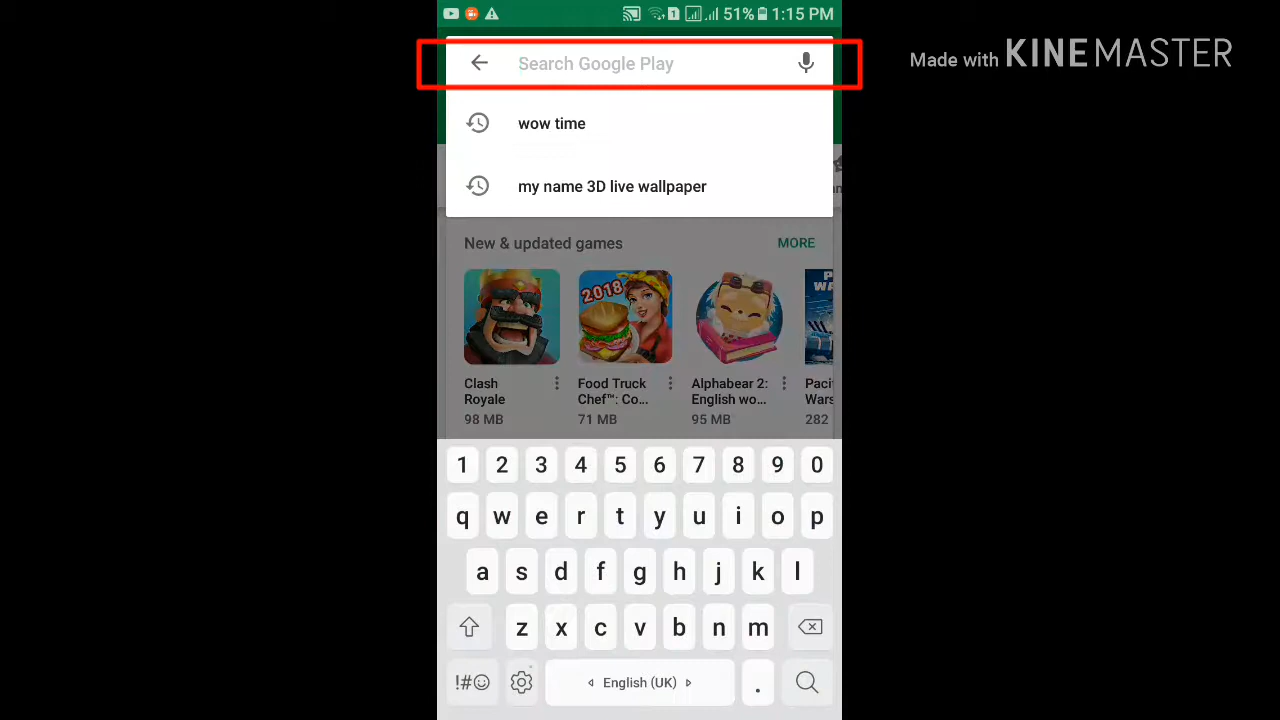 51% 1:15 PM
Made with KINEMASTER
Search Google Play
wow time
my name 3D live wallpaper
New & updated games MORE
2018
Clash Royale
98 MB
Food Truck Chef™: Co...
71 MB
Alphabear 2: English wo...
95 MB
Wars
282
1 2 3 4 5 6 7 8 9 0
q w e r t y u i o p
a s d f g h j k l
z x c v b n m
!#☺ English (UK) .